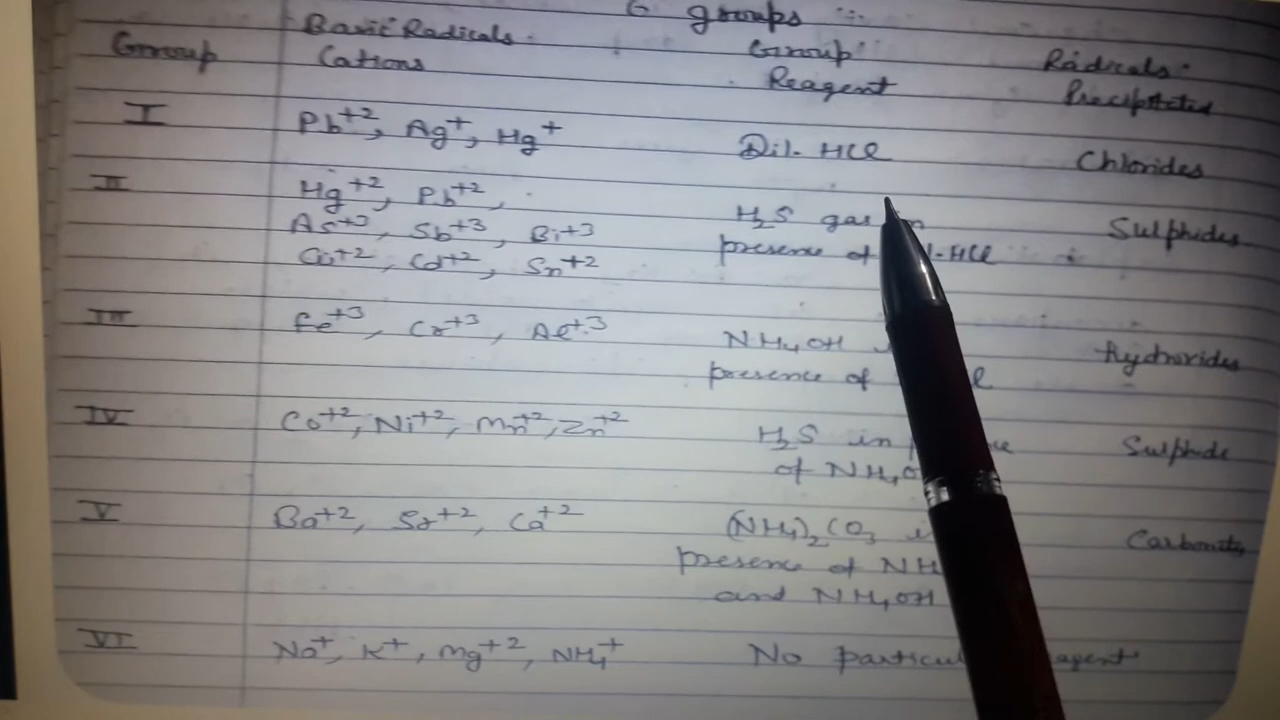 6 groups :-
Group Basic Radicals Cations Group Reagent Radicals Precipitated
I Pb+2, Ag+, Hg+ Dil. HCl Chlorides
II Hg+2, Pb+2, H2S gas Sulphides
As+3, Sb+3, Bi+3 presence of HCl
Cu+2, Cd+2, Sn+2
III Fe+3, Cr+3, Al+3 NH4OH Hydroxides
presence of
IV Co+2, Ni+2, Mn+2, Zn+2 H2S in Sulphide
of
V Ba+2, Sr+2, Ca+2 (NH4)2CO3 Carbonates
presence of
and NH4OH
VI Na+, K+, Mg+2, NH4+ No